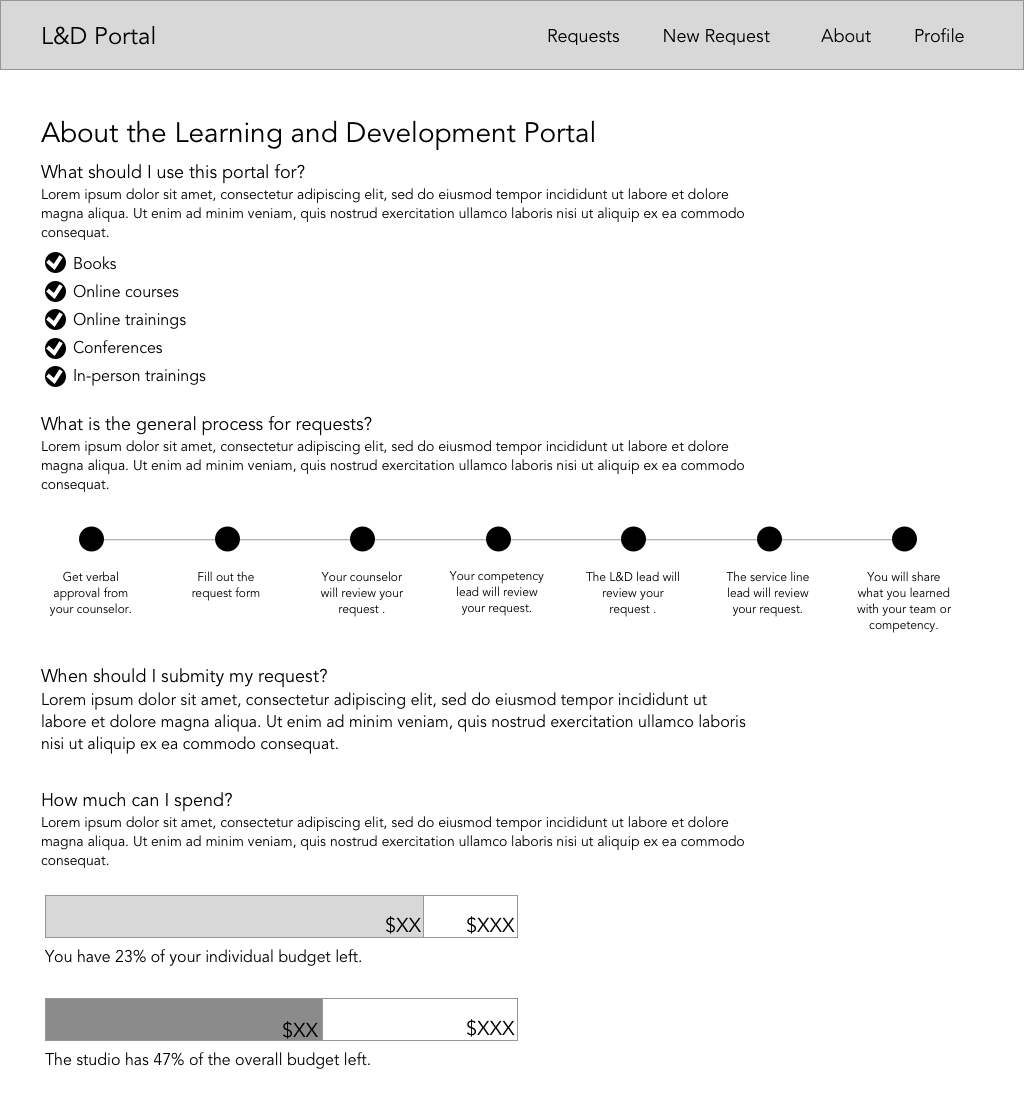 L&D Portal
Requests
New Request
About
Profile
About the Learning and Development Portal
What should I use this portal for?
Lorem ipsum dolor sit amet, consectetur adipiscing elit, sed do eiusmod tempor incididunt ut labore et dolore
magna aliqua. Ut enim ad minim veniam, quis nostrud exercitation ullamco laboris nisi ut aliquip ex ea commodo
consequat.
Books
Online courses
Online trainings
Conferences
In-person trainings
What is the general process for requests?
Lorem ipsum dolor sit amet, consectetur adipiscing elit, sed do eiusmod tempor incididunt ut labore et dolore
magna aliqua. Ut enim ad minim veniam, quis nostrud exercitation ullamco laboris nisi ut aliquip ex ea commodo
consequat.
Get verbal
approval from
your counselor.
Fill out the
request form
Your counselor
will review your
request .
Your competency
lead will review
your request.
The L&D lead will
review your
request .
The service line
lead will review
your request.
You will share
what you learned
with your team or
competency.
When should I submity my request?
Lorem ipsum dolor sit amet, consectetur adipiscing elit, sed do eiusmod tempor incididunt ut
labore et dolore magna aliqua. Ut enim ad minim veniam, quis nostrud exercitation ullamco laboris
nisi ut aliquip ex ea commodo consequat.
How much can I spend?
Lorem ipsum dolor sit amet, consectetur adipiscing elit, sed do eiusmod tempor incididunt ut labore et dolore
magna aliqua. Ut enim ad minim veniam, quis nostrud exercitation ullamco laboris nisi ut aliquip ex ea commodo
consequat.
$XX
$XXX
You have 23% of your individual budget left.
$XX
$XXX
The studio has 47% of the overall budget left.